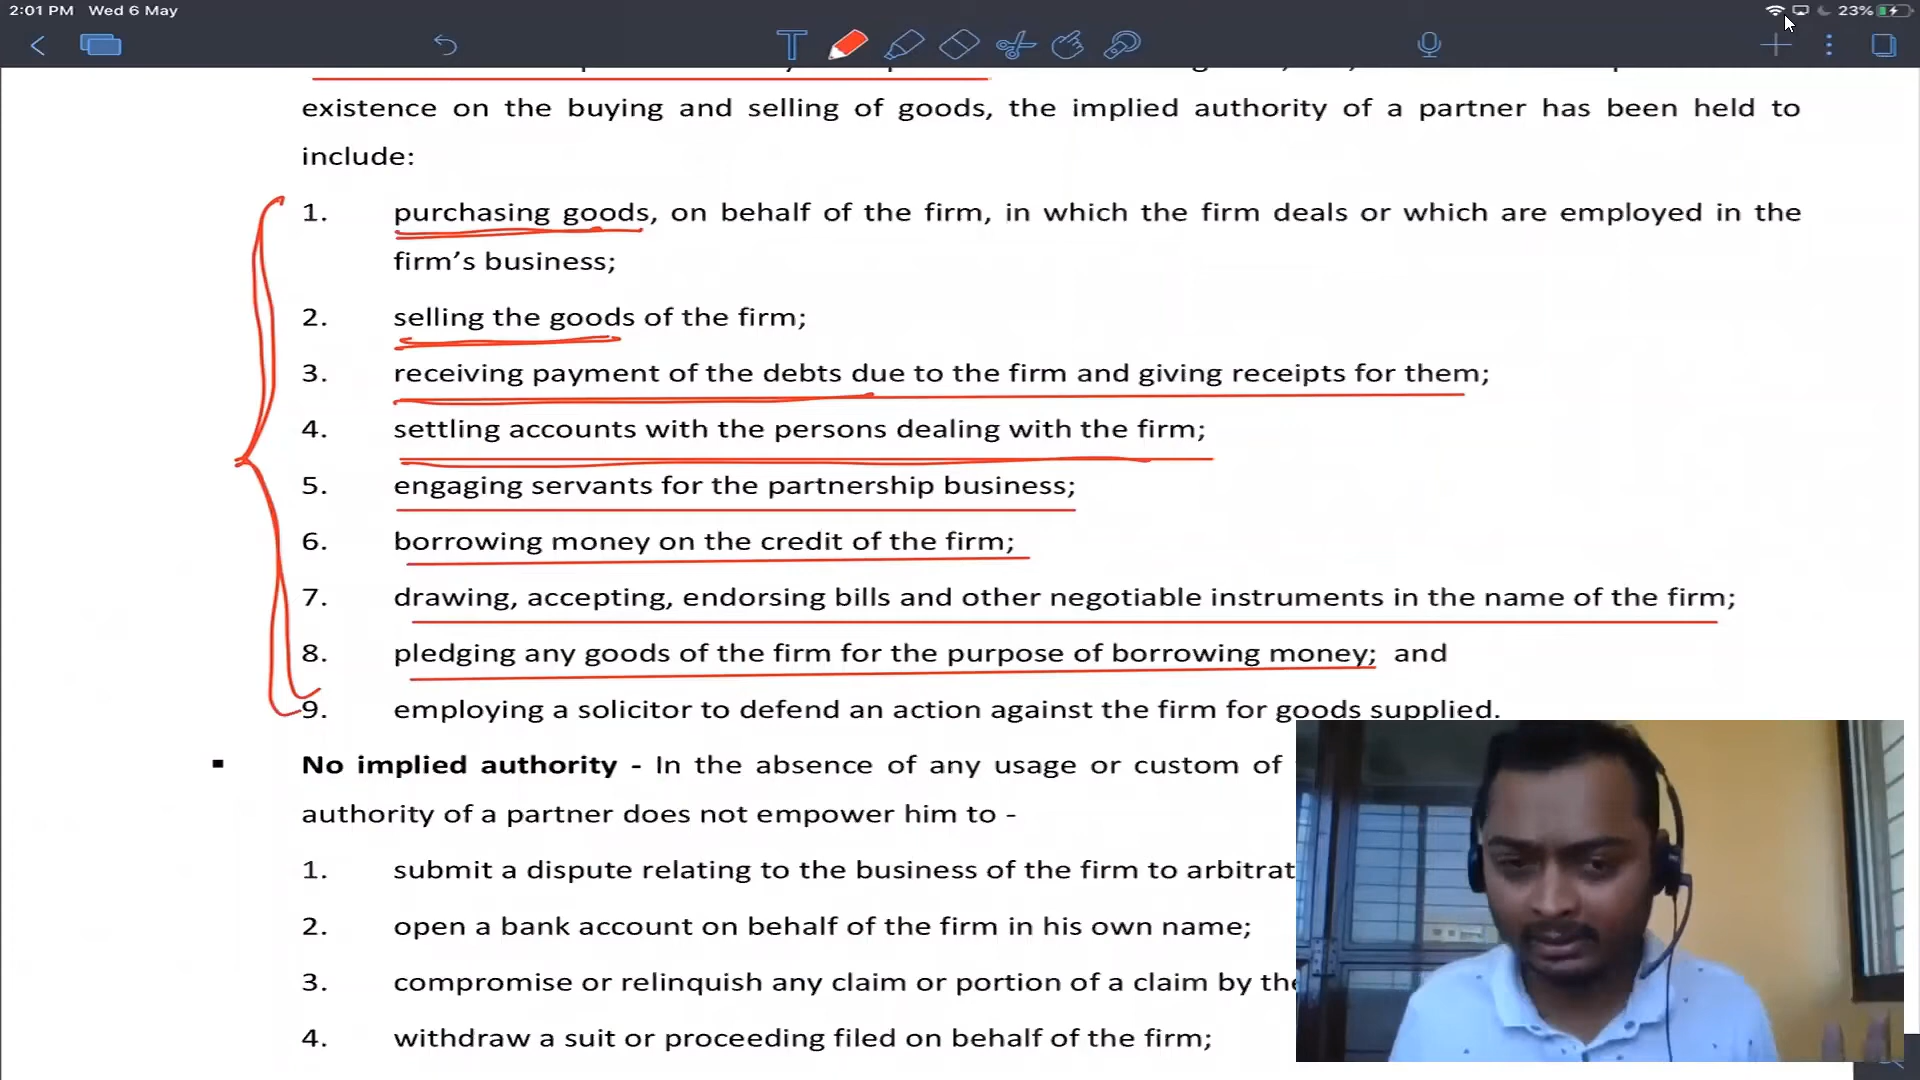 2:01 PM Wed 6 May
23%
existence on the buying and selling of goods, the implied authority of a partner has been held to
include:
1. purchasing goods, on behalf of the firm, in which the firm deals or which are employed in the
firm's business;
2. selling the goods of the firm;
3. receiving payment of the debts due to the firm and giving receipts for them;
4. settling accounts with the persons dealing with the firm;
5. engaging servants for the partnership business;
6. borrowing money on the credit of the firm;
7. drawing, accepting, endorsing bills and other negotiable instruments in the name of the firm;
8. pledging any goods of the firm for the purpose of borrowing money; and
9. employing a solicitor to defend an action against the firm for goods supplied.
▪ No implied authority - In the absence of any usage or custom of
authority of a partner does not empower him to -
1. submit a dispute relating to the business of the firm to arbitrat
2. open a bank account on behalf of the firm in his own name;
3. compromise or relinquish any claim or portion of a claim by the
4. withdraw a suit or proceeding filed on behalf of the firm;